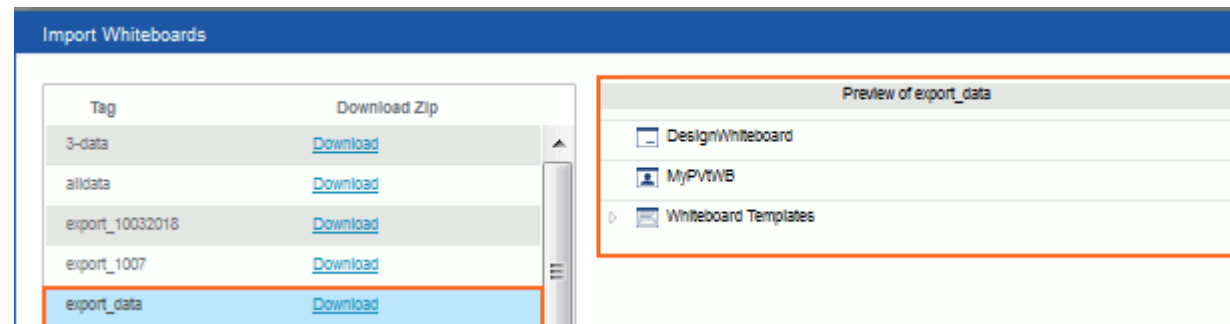 Import Whiteboards
Tag Download Zip
3-data Download
alldata Download
export_10032018 Download
export_1007 Download
export_data Download
Preview of export_data
DesignWhiteboard
MyPVtWB
Whiteboard Templates